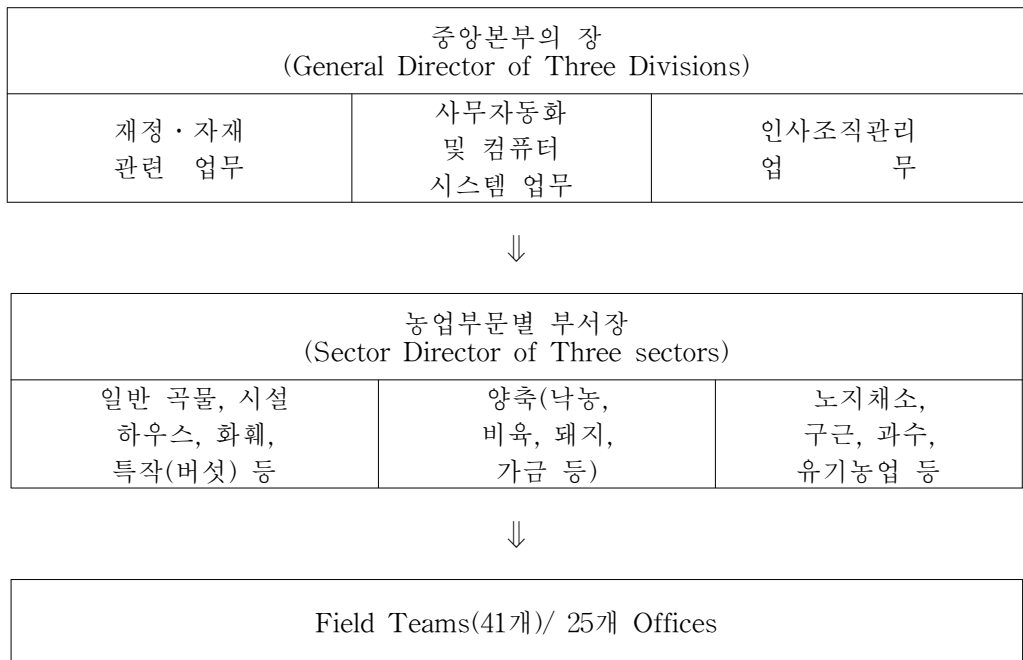 중앙본부의 장
(General Director of Three Divisions)
재정·자재
관련 업무
사무자동화
및 컴퓨터
시스템 업무
인사조직관리
업 무
⇓
농업부문별 부서장
(Sector Director of Three sectors)
일반 곡물, 시설
하우스, 화훼,
특작(버섯) 등
양축(낙농,
비육, 돼지,
가금 등)
노지채소,
구근, 과수,
유기농업 등
⇓
Field Teams(41개)/ 25개 Offices